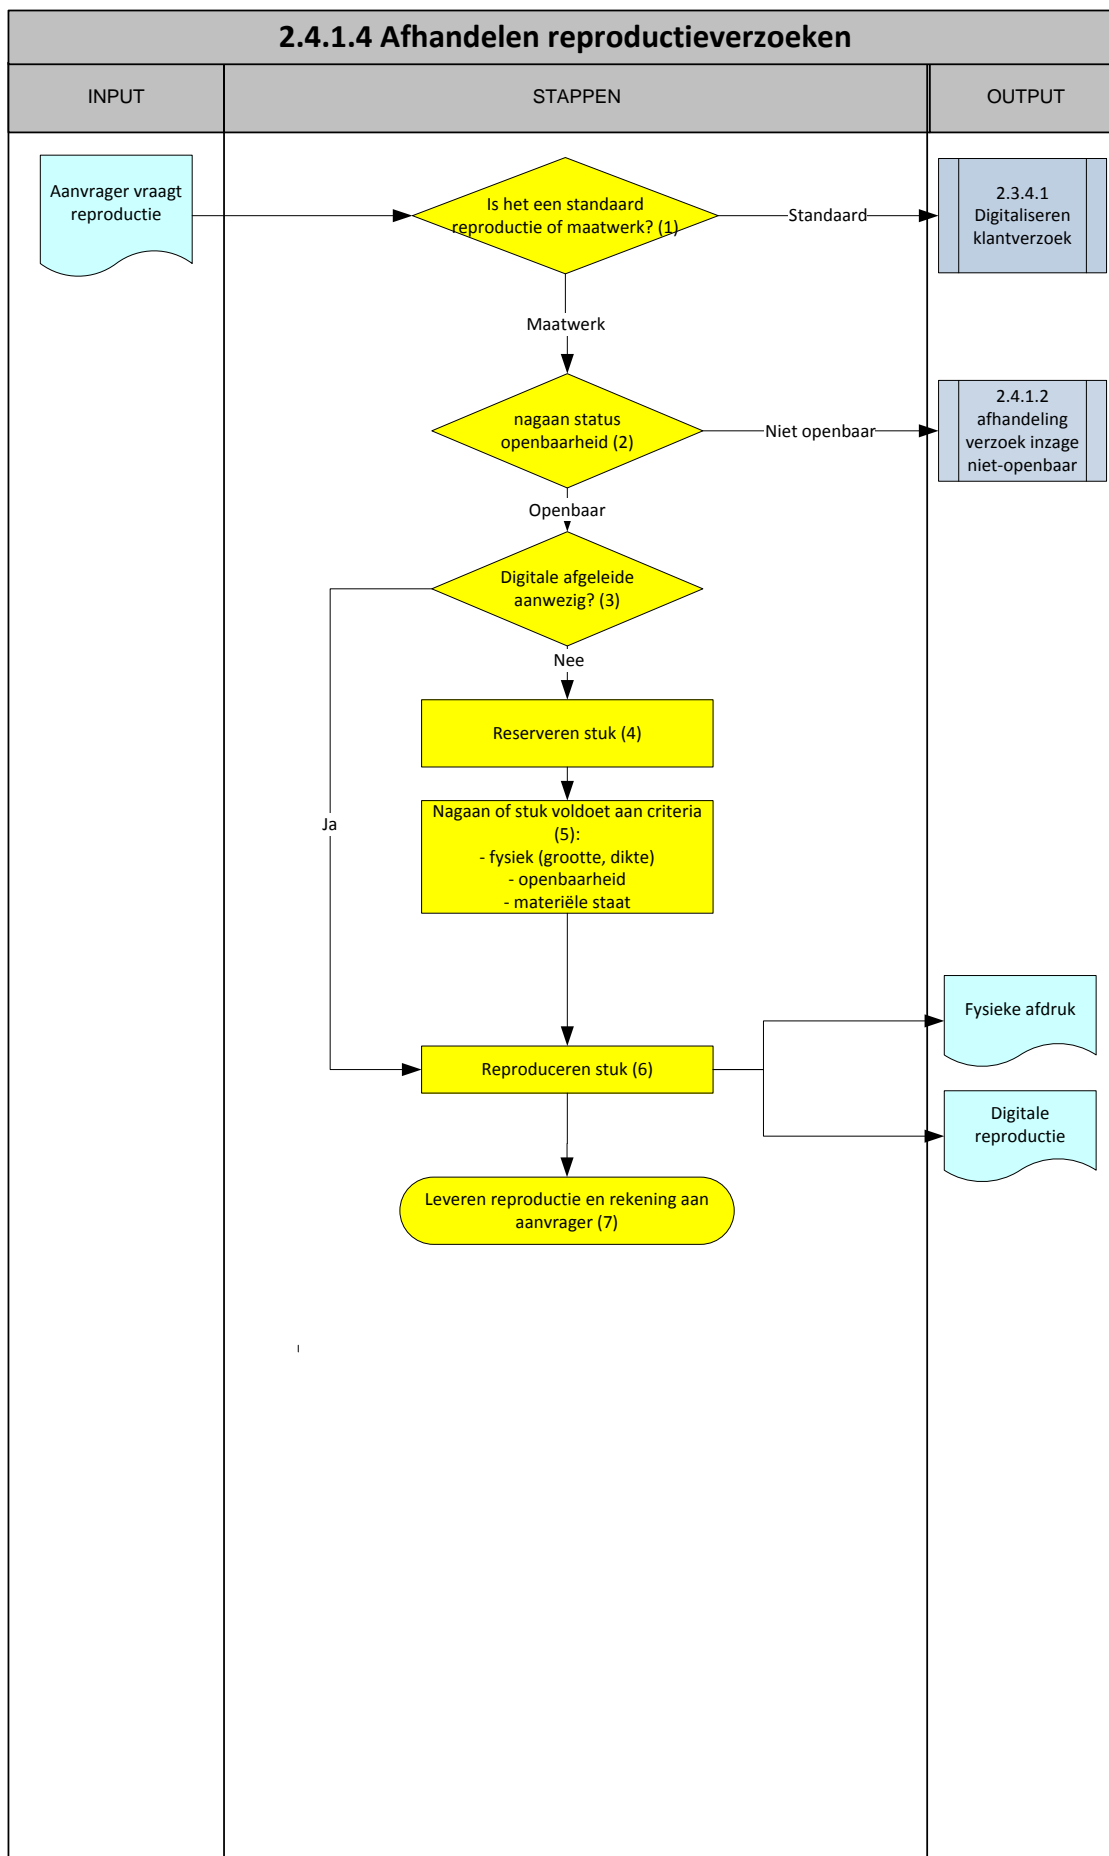 2.4.1.4 Afhandelen reproductieverzoeken
INPUT
STAPPEN
OUTPUT
Aanvrager vraagt
reproductie
Is het een standaard
reproductie of maatwerk? (1)
Standaard
2.3.4.1
Digitaliseren
klantverzoek
Maatwerk
nagaan status
openbaarheid (2)
Niet openbaar
2.4.1.2
afhandeling
verzoek inzage
niet-openbaar
Openbaar
Digitale afgeleide
aanwezig? (3)
Nee
Reserveren stuk (4)
Ja
Nagaan of stuk voldoet aan criteria
(5):
- fysiek (grootte, dikte)
- openbaarheid
- materiële staat
Fysieke afdruk
Reproduceren stuk (6)
Digitale
reproductie
Leveren reproductie en rekening aan
aanvrager (7)